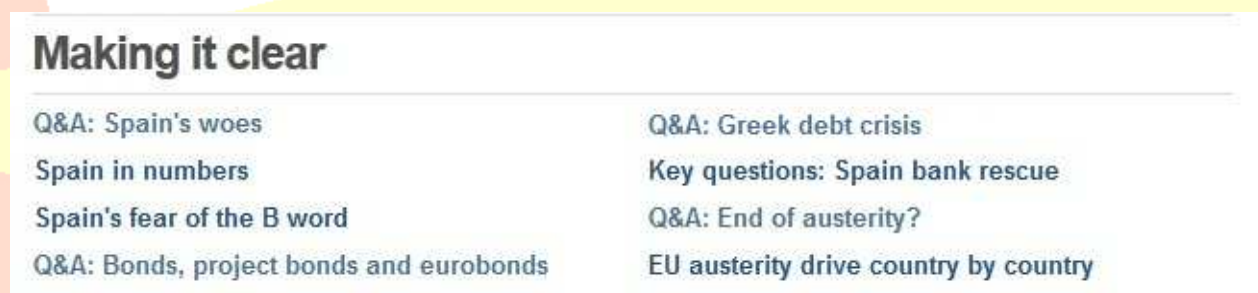 Making it clear
Q&A: Spain's woes
Spain in numbers
Spain's fear of the B word
Q&A: Bonds, project bonds and eurobonds
Q&A: Greek debt crisis
Key questions: Spain bank rescue
Q&A: End of austerity?
EU austerity drive country by country